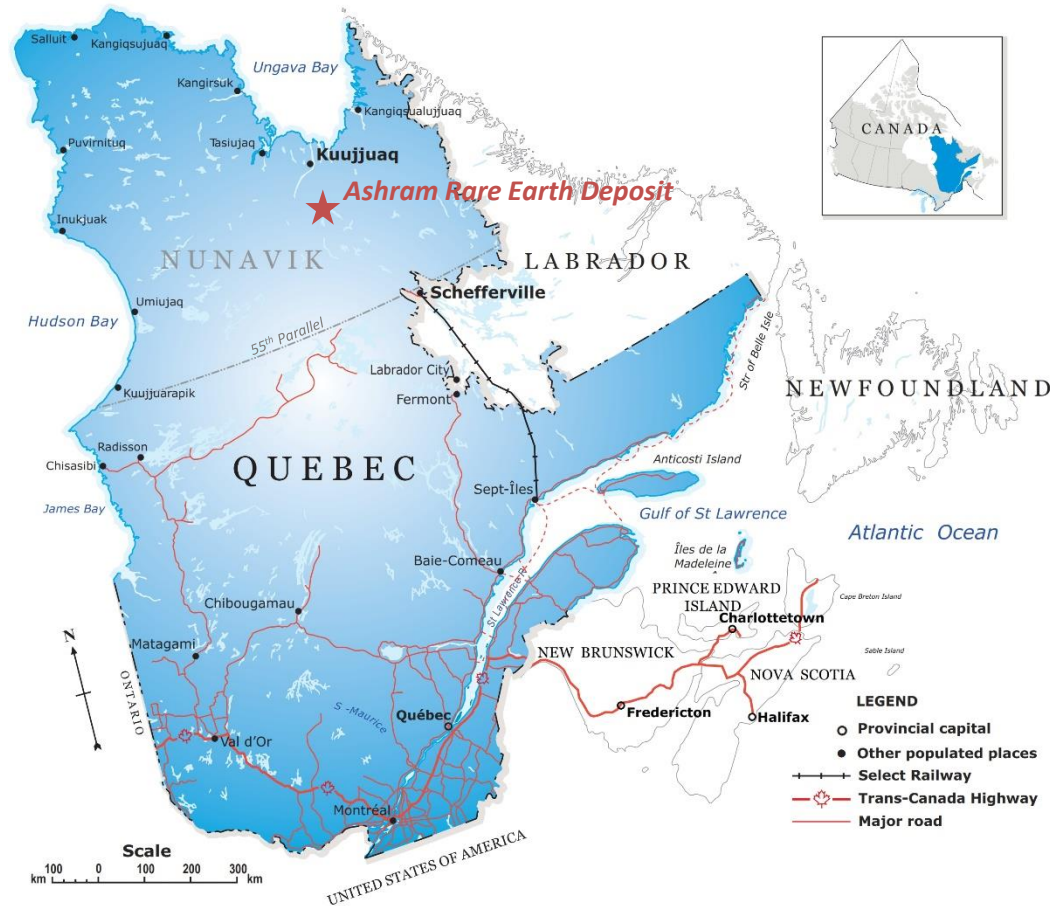 Salluit
Kangiqsujuaq
Ungava Bay
Kangirsuk
Kangiqsualujjuaq
CANADA
Puvirnituq
Tasiujaq
Kuujjuaq
Ashram Rare Earth Deposit
Inukjuak
NUNAVIK
LABRADOR
Schefferville
Umiujaq
Hudson Bay
55th Parallel
Str of Belle Isle
Labrador City
Fermont
Kuujjuarapik
NEWFOUNDLAND
Radisson
Chisasibi
QUEBEC
Anticosti Island
Sept-Îles
James Bay
Gulf of St Lawrence
Atlantic Ocean
Îles de la
Madeleine
Baie-Comeau
St Lawrence R
PRINCE EDWARD
ISLAND
Charlottetown
Cape Breton Island
Chibougamau
N
Matagami
NEW BRUNSWICK
Sable Island
NOVA SCOTIA
ONTARIO
S -Maurice
Québec
Fredericton
Halifax
Val d'Or
Montréal
UNITED STATES OF AMERICA
LEGEND
Provincial capital
Other populated places
Select Railway
Trans-Canada Highway
Major road
Scale
100 0 100 200 300
km km